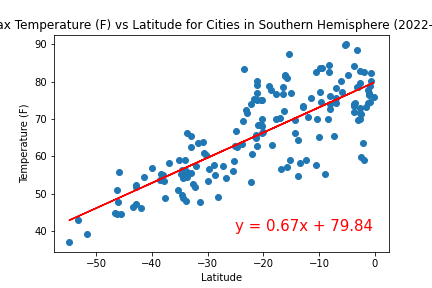 ax Temperature (F) vs Latitude for Cities in Southern Hemisphere (2022-
90
80
70
60
50
40
Temperature (F)
y = 0.67x + 79.84
−50 −40 −30 −20 −10 0
Latitude